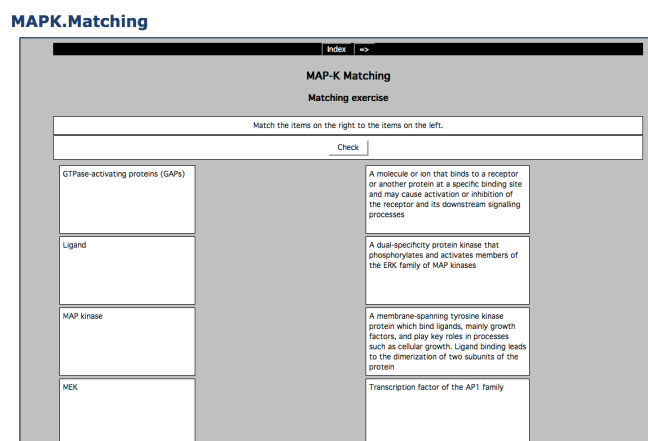 MAPK.Matching
Index =>
MAP-K Matching
Matching exercise
Match the items on the right to the items on the left.
Check
GTPase-activating proteins (GAPs)
A molecule or ion that binds to a receptor
or another protein at a specific binding site
and may cause activation or inhibition of
the receptor and its downstream signalling
processes
Ligand
A dual-specificity protein kinase that
phosphorylates and activates members of
the ERK family of MAP kinases
MAP kinase
A membrane-spanning tyrosine kinase
protein which bind ligands, mainly growth
factors, and play key roles in processes
such as cellular growth. Ligand binding leads
to the dimerization of two subunits of the
protein
MEK
Transcription factor of the AP1 family